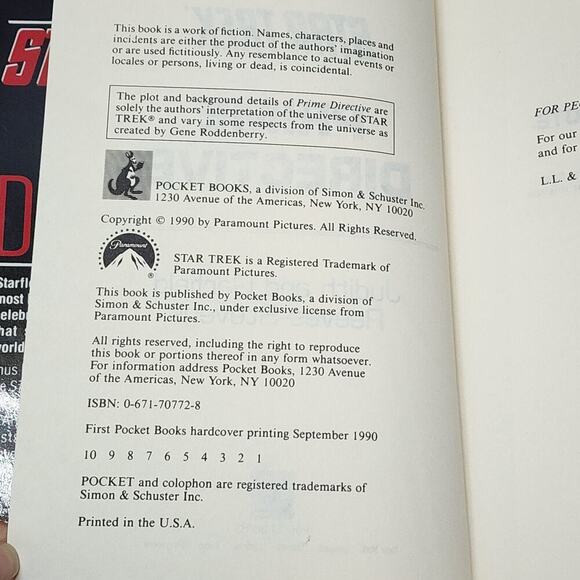 This book is a work of fiction. Names, characters, places and
incidents are either the product of the authors' imagination
or are used fictitiously. Any resemblance to actual events or
locales or persons, living or dead, is coincidental.
The plot and background details of Prime Directive are
solely the authors' interpretation of the universe of STAR
TREK® and vary in some respects from the universe as
created by Gene Roddenberry.
POCKET BOOKS, a division of Simon & Schuster Inc.
1230 Avenue of the Americas, New York, NY 10020
Copyright © 1990 by Paramount Pictures. All Rights Reserved.
Paramount
STAR TREK is a Registered Trademark of
Paramount Pictures.
This book is published by Pocket Books, a division of
Simon & Schuster Inc., under exclusive license from
Paramount Pictures.
All rights reserved, including the right to reproduce
this book or portions thereof in any form whatsoever.
For information address Pocket Books, 1230 Avenue
of the Americas, New York, NY 10020
ISBN: 0-671-70772-8
First Pocket Books hardcover printing September 1990
10 9 8 7 6 5 4 3 2 1
POCKET and colophon are registered trademarks of
Simon & Schuster Inc.
Printed in the U.S.A.
FOR PE
For our
and for
L.L. &